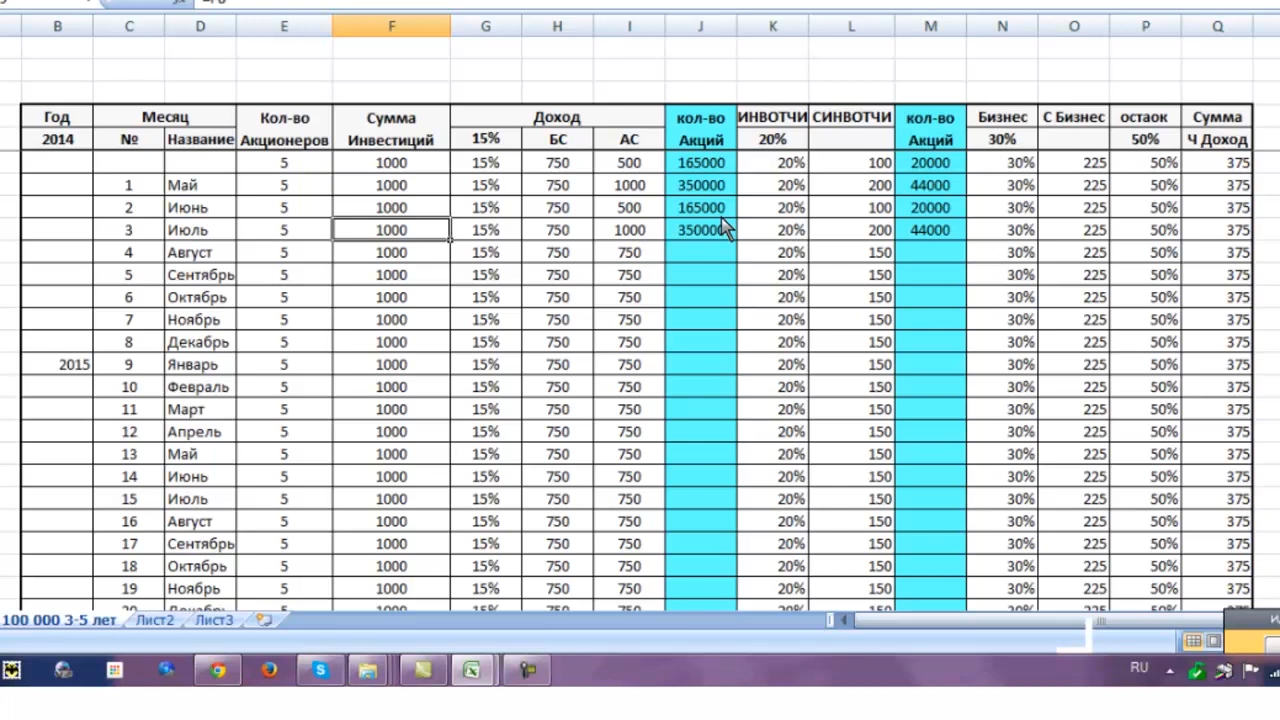 B C D E F G H I J K L M N O P Q
Год Месяц Кол-во Сумма Доход кол-во ИНВОТЧИ СИНВОТЧИ кол-во Бизнес С Бизнес остаок Сумма
2014 № Название Акционеров Инвестиций 15% БС АС Акций 20% Акций 30% 50% Ч Доход
5 1000 15% 750 500 165000 20% 100 20000 30% 225 50% 375
1 Май 5 1000 15% 750 1000 350000 20% 200 44000 30% 225 50% 375
2 Июнь 5 1000 15% 750 500 165000 20% 100 20000 30% 225 50% 375
3 Июль 5 1000 15% 750 1000 350000 20% 200 44000 30% 225 50% 375
4 Август 5 1000 15% 750 750 20% 150 30% 225 50% 375
5 Сентябрь 5 1000 15% 750 750 20% 150 30% 225 50% 375
6 Октябрь 5 1000 15% 750 750 20% 150 30% 225 50% 375
7 Ноябрь 5 1000 15% 750 750 20% 150 30% 225 50% 375
8 Декабрь 5 1000 15% 750 750 20% 150 30% 225 50% 375
2015 9 Январь 5 1000 15% 750 750 20% 150 30% 225 50% 375
10 Февраль 5 1000 15% 750 750 20% 150 30% 225 50% 375
11 Март 5 1000 15% 750 750 20% 150 30% 225 50% 375
12 Апрель 5 1000 15% 750 750 20% 150 30% 225 50% 375
13 Май 5 1000 15% 750 750 20% 150 30% 225 50% 375
14 Июнь 5 1000 15% 750 750 20% 150 30% 225 50% 375
15 Июль 5 1000 15% 750 750 20% 150 30% 225 50% 375
16 Август 5 1000 15% 750 750 20% 150 30% 225 50% 375
17 Сентябрь 5 1000 15% 750 750 20% 150 30% 225 50% 375
18 Октябрь 5 1000 15% 750 750 20% 150 30% 225 50% 375
19 Ноябрь 5 1000 15% 750 750 20% 150 30% 225 50% 375
100 000 3-5 лет Лист2 Лист3
RU